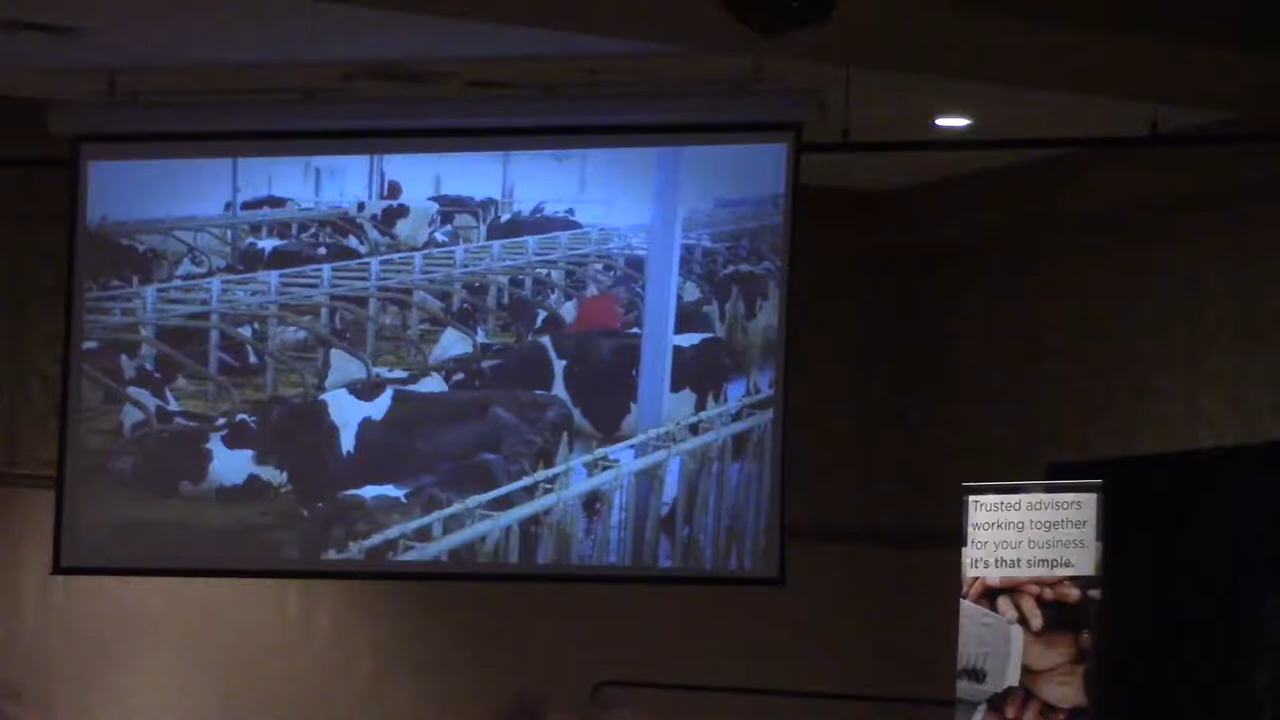 Trusted advisors
working together
for your business.
It's that simple.